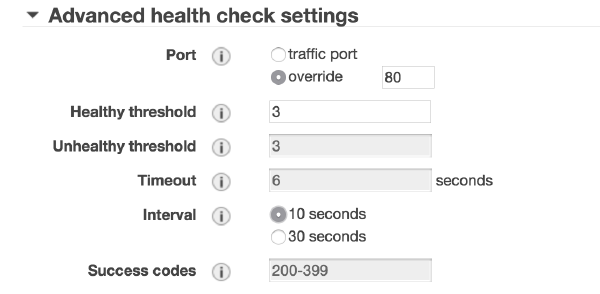 Advanced health check settings
Port i traffic port
override 80
Healthy threshold i 3
Unhealthy threshold i 3
Timeout i 6 seconds
Interval i 10 seconds
30 seconds
Success codes i 200-399